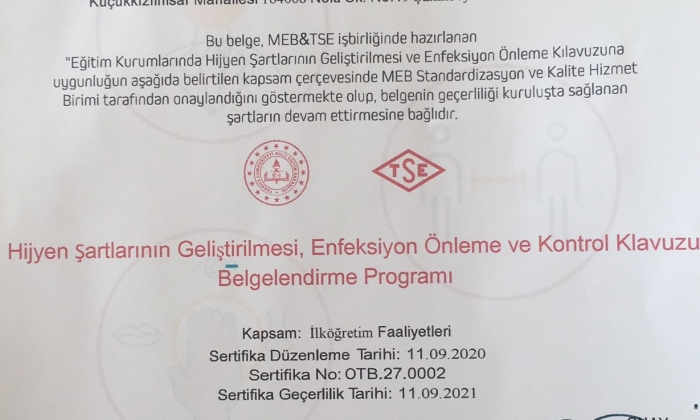 Bu belge, MEB&TSE işbirliğinde hazırlanan
"Eğitim Kurumlarında Hijyen Şartlarının Geliştirilmesi ve Enfeksiyon Önleme Kılavuzuna
uygunluğun aşağıda belirtilen kapsam çerçevesinde MEB Standardizasyon ve Kalite Hizmet
Birimi tarafından onaylandığını göstermekte olup, belgenin geçerliliği kuruluşta sağlanan
şartların devam ettirmesine bağlıdır.
TSE
Hijyen Şartlarının Geliştirilmesi, Enfeksiyon Önleme ve Kontrol Klavuzu
Belgelendirme Programı
Kapsam: İlköğretim Faaliyetleri
Sertifika Düzenleme Tarihi: 11.09.2020
Sertifika No: OTB.27.0002
Sertifika Geçerlilik Tarihi: 11.09.2021